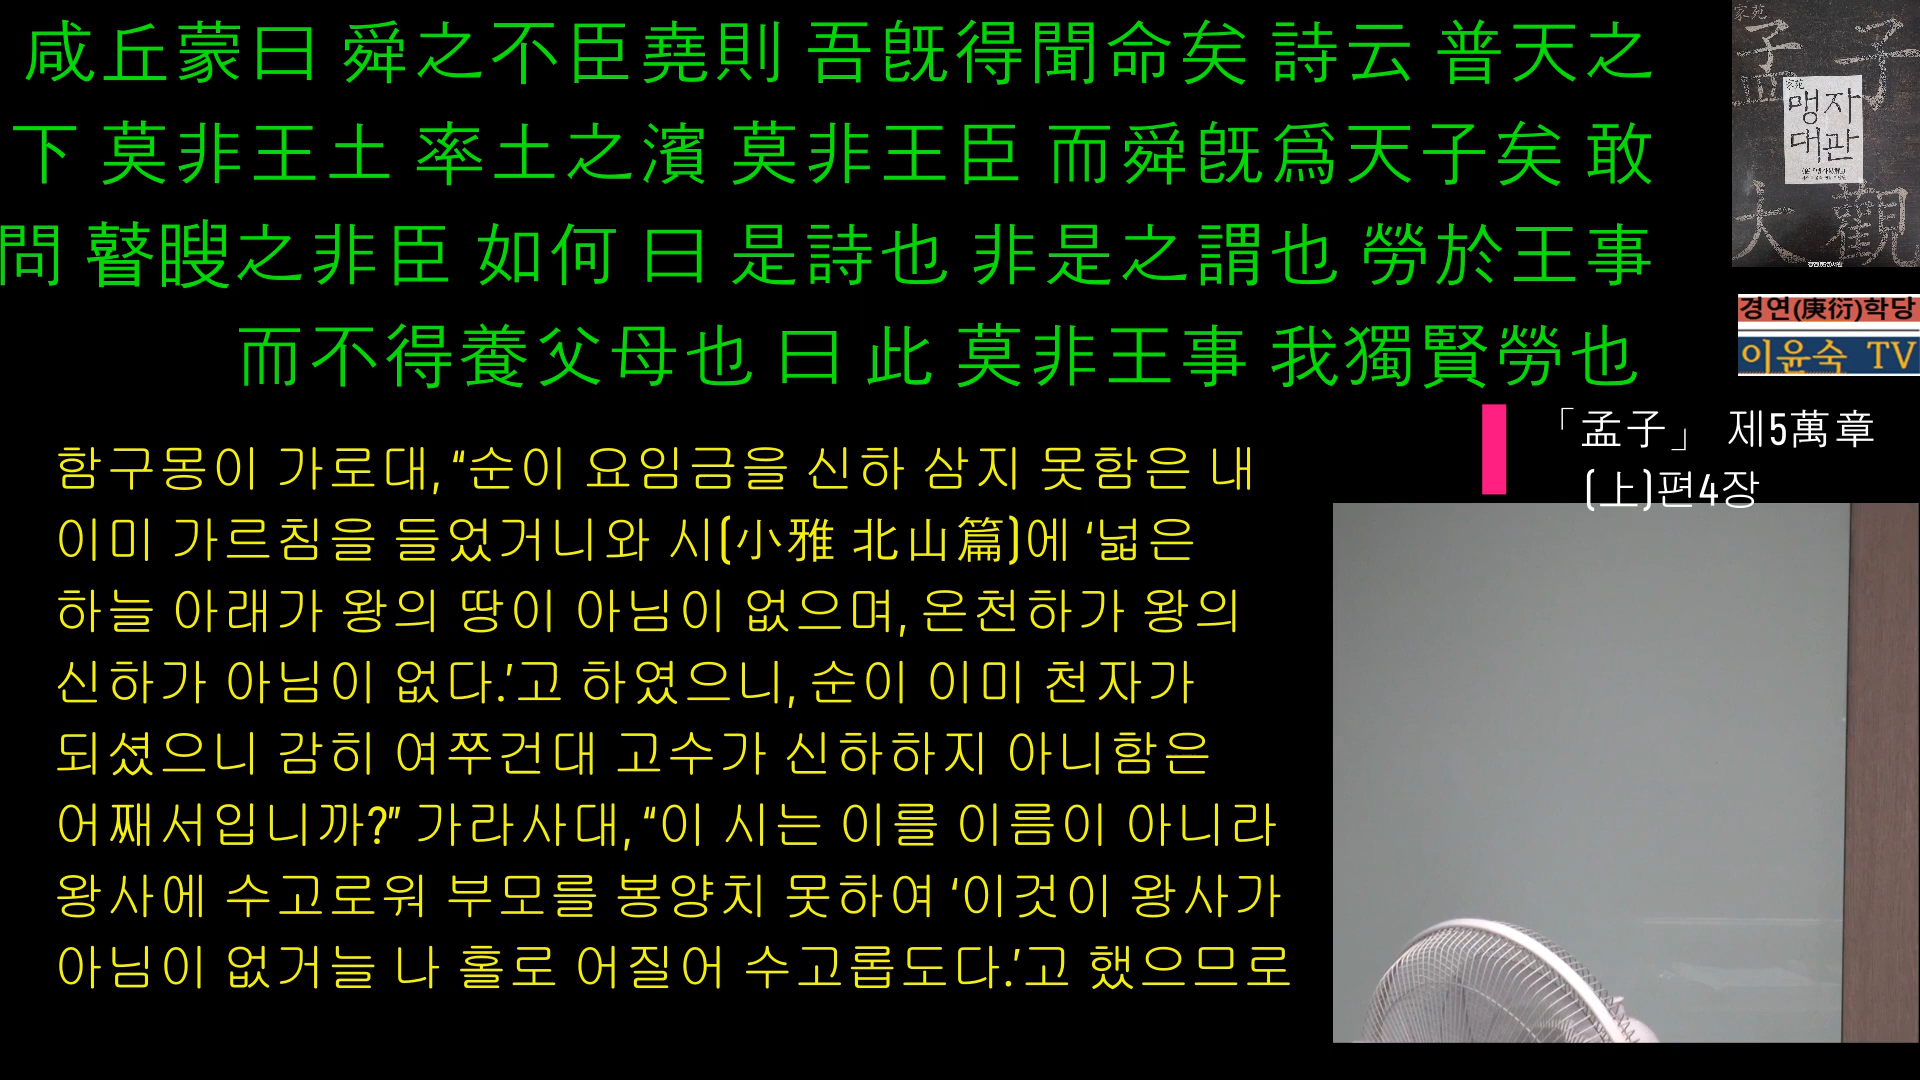 咸丘蒙曰 舜之不臣堯則 吾旣得聞命矣 詩云 普天之
下 莫非王土 率土之濱 莫非王臣 而舜旣爲天子矣 敢
問 瞽瞍之非臣 如何 曰 是詩也 非是之謂也 勞於王事
而不得養父母也 曰 此 莫非王事 我獨賢勞也
함구몽이 가로대, “순이 요임금을 신하 삼지 못함은 내
이미 가르침을 들었거니와 시(小雅 北山篇)에 ‘넓은
하늘 아래가 왕의 땅이 아님이 없으며, 온천하가 왕의
신하가 아님이 없다.’고 하였으니, 순이 이미 천자가
되셨으니 감히 여쭈건대 고수가 신하하지 아니함은
어째서입니까?” 가라사대, “이 시는 이를 이름이 아니라
왕사에 수고로워 부모를 봉양치 못하여 ‘이것이 왕사가
아님이 없거늘 나 홀로 어질어 수고롭도다.’고 했으므로
家苑
孟子
家苑
맹자
대관
大觀
경연(庚衍)학당
이윤숙 TV
「孟子」 제5萬章
(上)편4장